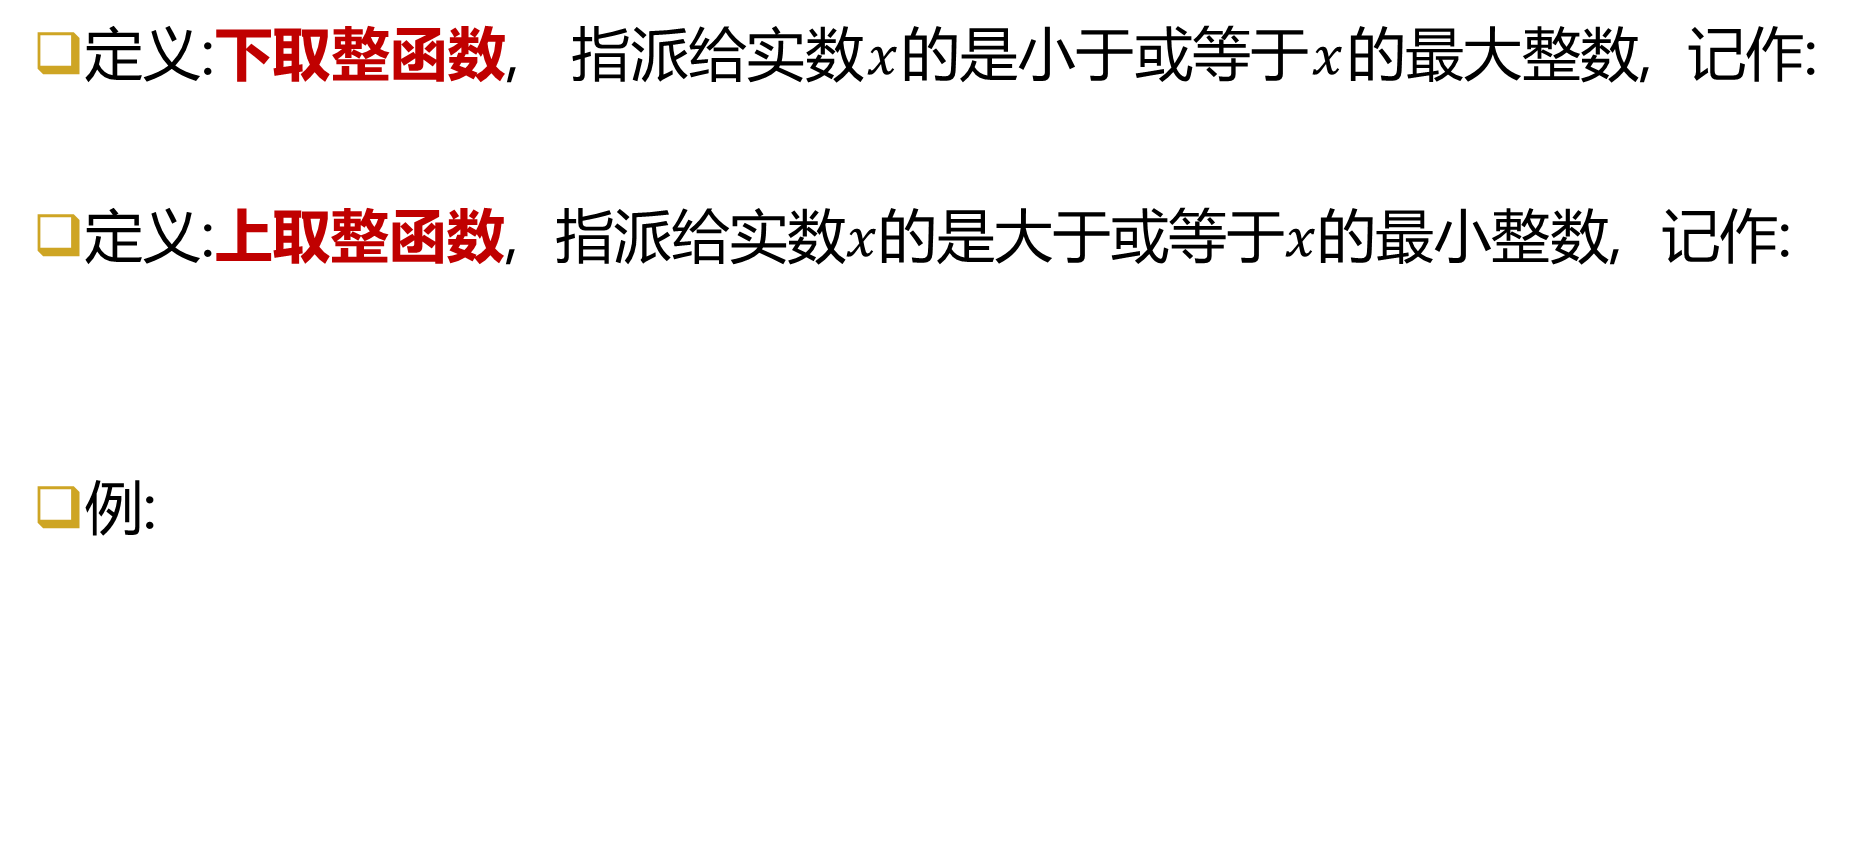 定义:下取整函数, 指派给实数x的是小于或等于x的最大整数, 记作:
定义:上取整函数, 指派给实数x的是大于或等于x的最小整数, 记作:
例: